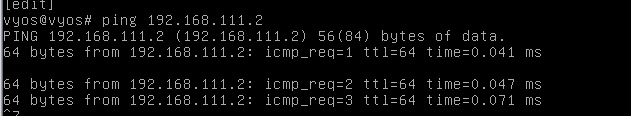 [edit]
vyos@vyos# ping 192.168.111.2
PING 192.168.111.2 (192.168.111.2) 56(84) bytes of data.
64 bytes from 192.168.111.2: icmp_req=1 ttl=64 time=0.041 ms
64 bytes from 192.168.111.2: icmp_req=2 ttl=64 time=0.047 ms
64 bytes from 192.168.111.2: icmp_req=3 ttl=64 time=0.071 ms